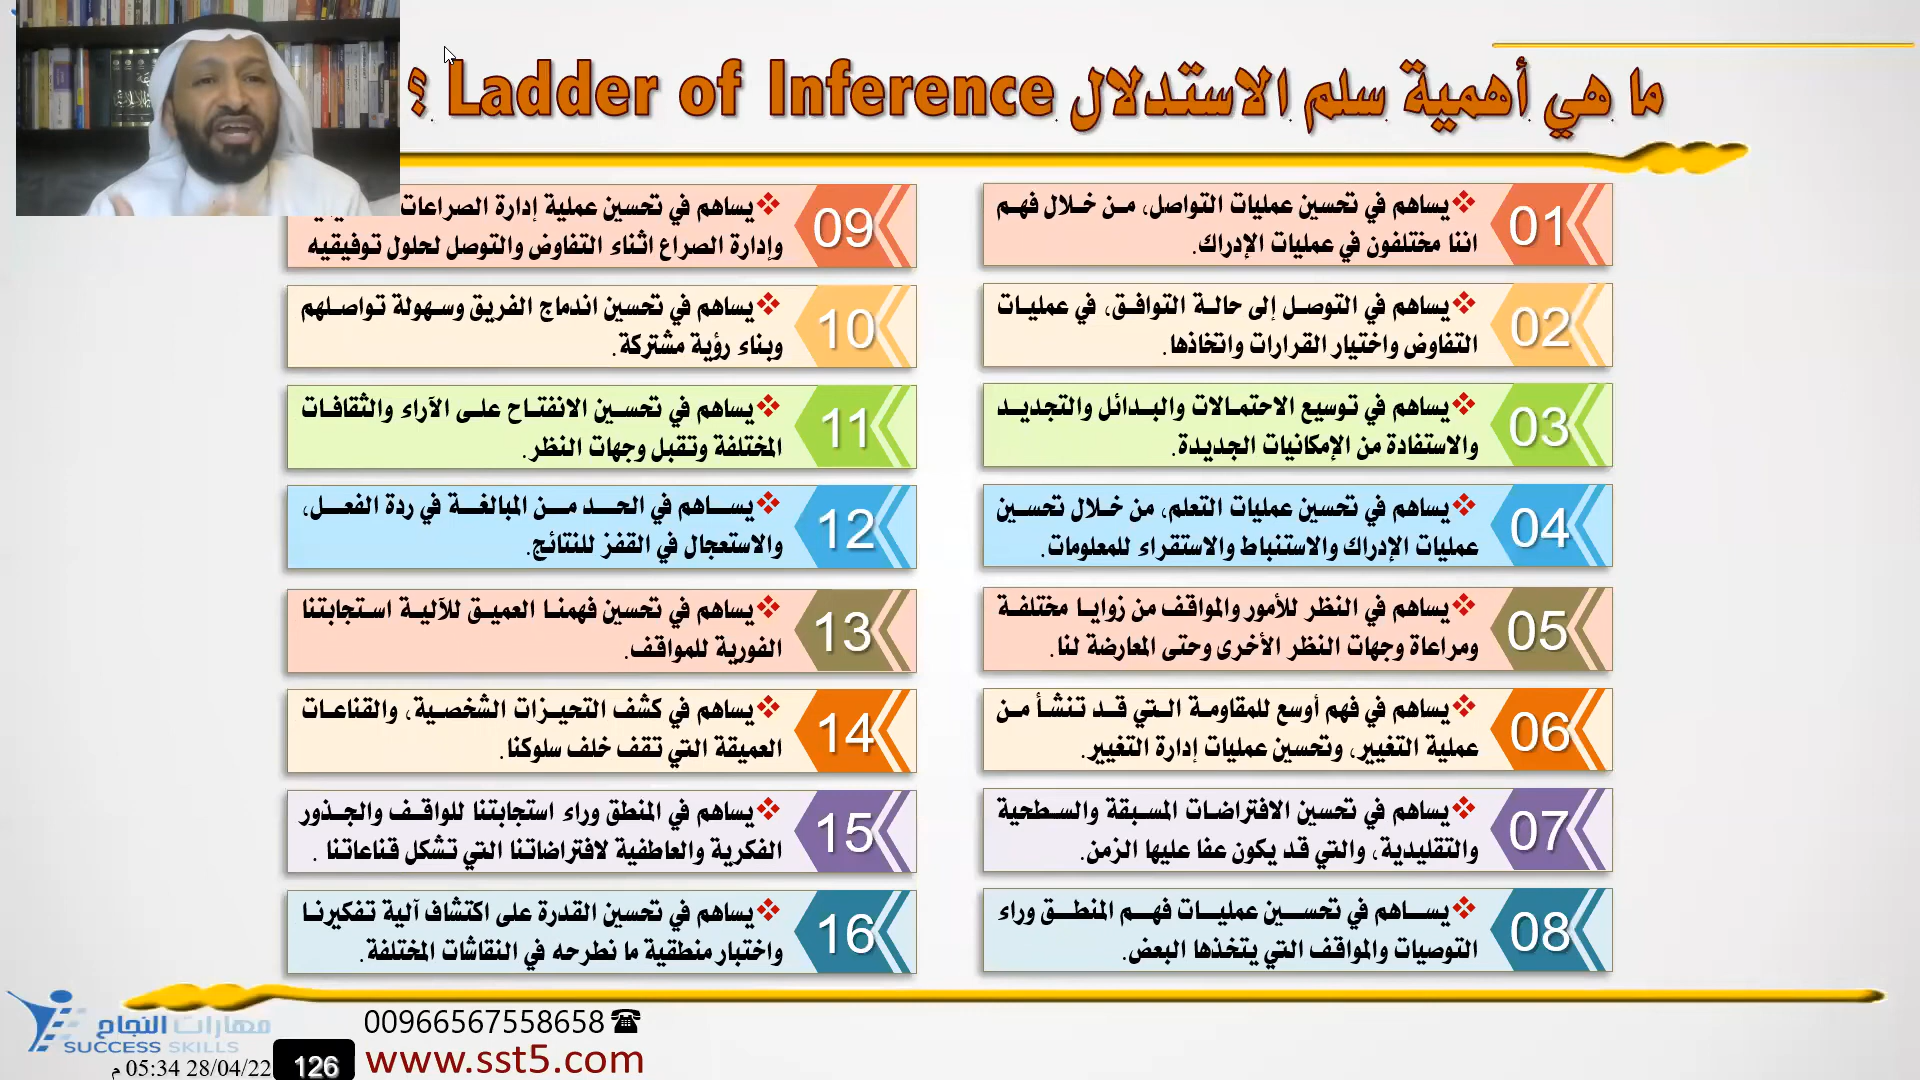 ما هي أهمية سلم الاستدلال Ladder of Inference ؟
01
يساهم في تحسين عمليات التواصل، من خلال فهم
اننا مختلفون في عمليات الإدراك.
02
يساهم في التوصل إلى حالة التوافق، في عمليات
التفاوض واختيار القرارات واتخاذها.
03
يساهم في توسيع الاحتمالات والبدائل والتجديد
والاستفادة من الإمكانيات الجديدة.
04
يساهم في تحسين عمليات التعلم، من خلال تحسين
عمليات الإدراك والاستنباط والاستقراء للمعلومات.
05
يساهم في النظر للأمور والمواقف من زوايا مختلفة
ومراعاة وجهات النظر الأخرى وحتى المعارضة لنا.
06
يساهم في فهم أوسع للمقاومة التي قد تنشأ من
عملية التغيير، وتحسين عمليات إدارة التغيير.
07
يساهم في تحسين الافتراضات المسبقة والسطحية
والتقليدية، والتي قد يكون عفا عليها الزمن.
08
يساهم في تحسين عمليات فهم المنطق وراء
التوصيات والمواقف التي يتخذها البعض.
09
يساهم في تحسين عملية إدارة الصراعات
وإدارة الصراع اثناء التفاوض والتوصل لحلول توفيقيه
10
يساهم في تحسين اندماج الفريق وسهولة تواصلهم
وبناء رؤية مشتركة.
11
يساهم في تحسين الانفتاح على الآراء والثقافات
المختلفة وتقبل وجهات النظر.
12
يساهم في الحد من المبالغة في ردة الفعل،
والاستعجال في القفز للنتائج.
13
يساهم في تحسين فهمنا العميق للآلية استجابتنا
الفورية للمواقف.
14
يساهم في كشف التحيزات الشخصية، والقناعات
العميقة التي تقف خلف سلوكنا.
15
يساهم في المنطق وراء استجابتنا للواقف والجذور
الفكرية والعاطفية لافتراضاتنا التي تشكل قناعاتنا .
16
يساهم في تحسين القدرة على اكتشاف آلية تفكيرنا
واختبار منطقية ما نطرحه في النقاشات المختلفة.
مهارات النجاح
SUCCESS SKILLS
05:34 28/04/22 م
126
00966567558658
www.sst5.com